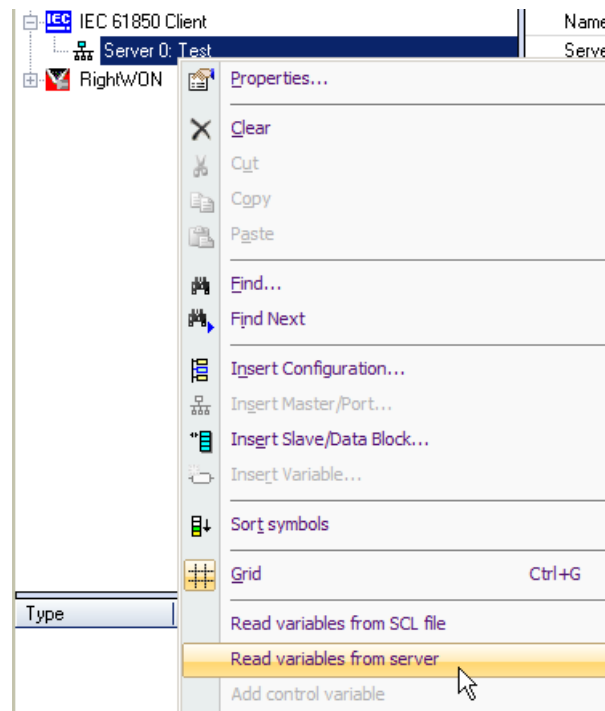 IEC IEC 61850 Client
Name
Server 0: Test
Serve
RightWON
Properties...
Clear
Cut
Copy
Paste
Find...
Find Next
Insert Configuration...
Insert Master/Port...
Insert Slave/Data Block...
Insert Variable...
Sort symbols
Grid Ctrl+G
Type
Read variables from SCL file
Read variables from server
Add control variable